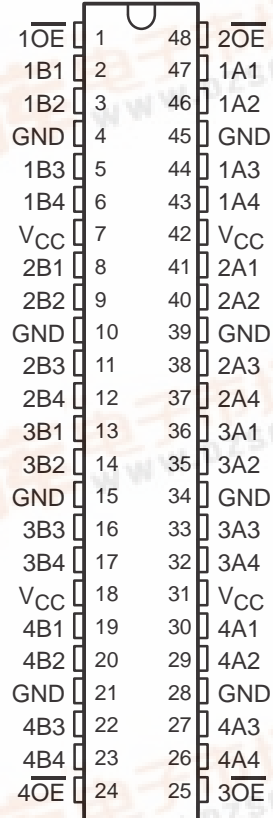 1O̅E̅ 1 48 2O̅E̅
1B1 2 47 1A1
1B2 3 46 1A2
GND 4 45 GND
1B3 5 44 1A3
1B4 6 43 1A4
VCC 7 42 VCC
2B1 8 41 2A1
2B2 9 40 2A2
GND 10 39 GND
2B3 11 38 2A3
2B4 12 37 2A4
3B1 13 36 3A1
3B2 14 35 3A2
GND 15 34 GND
3B3 16 33 3A3
3B4 17 32 3A4
VCC 18 31 VCC
4B1 19 30 4A1
4B2 20 29 4A2
GND 21 28 GND
4B3 22 27 4A3
4B4 23 26 4A4
4O̅E̅ 24 25 3O̅E̅